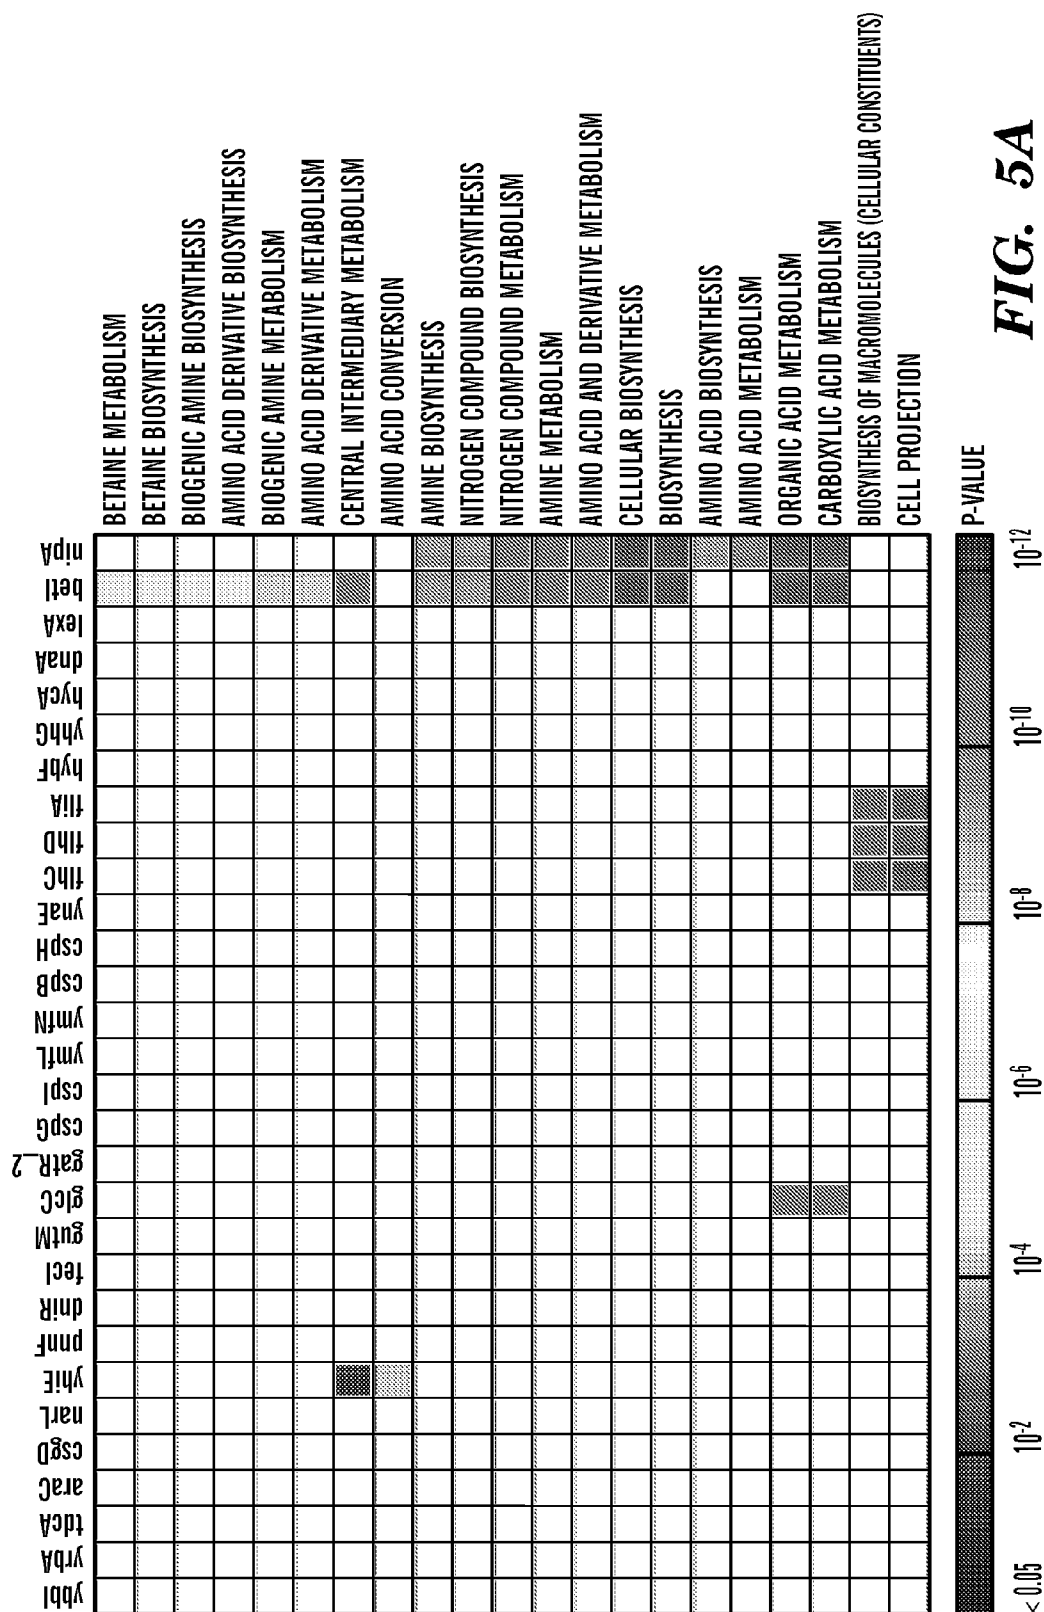 BETAINE METABOLISM
BETAINE BIOSYNTHESIS
BIOGENIC AMINE BIOSYNTHESIS
AMINO ACID DERIVATIVE BIOSYNTHESIS
BIOGENIC AMINE METABOLISM
AMINO ACID DERIVATIVE METABOLISM
CENTRAL INTERMEDIARY METABOLISM
AMINO ACID CONVERSION
AMINE BIOSYNTHESIS
NITROGEN COMPOUND BIOSYNTHESIS
NITROGEN COMPOUND METABOLISM
AMINE METABOLISM
AMINO ACID AND DERIVATIVE METABOLISM
CELLULAR BIOSYNTHESIS
BIOSYNTHESIS
AMINO ACID BIOSYNTHESIS
AMINO ACID METABOLISM
ORGANIC ACID METABOLISM
CARBOXYLIC ACID METABOLISM
BIOSYNTHESIS OF MACROMOLECULES (CELLULAR CONSTITUENTS)
CELL PROJECTION
P-VALUE
nipA
betI
lexA
dnaA
hycA
yhhG
hybF
fliA
flhD
flhC
ynaE
cspH
cspB
ymfN
ymfL
cspI
cspG
gatR_2
glcC
gutM
fecI
dniR
pnnF
yhiE
narL
csgD
araC
tdcA
yrbA
ybbI
10-12
10-10
10-8
10-6
10-4
10-2
< 0.05
FIG. 5A